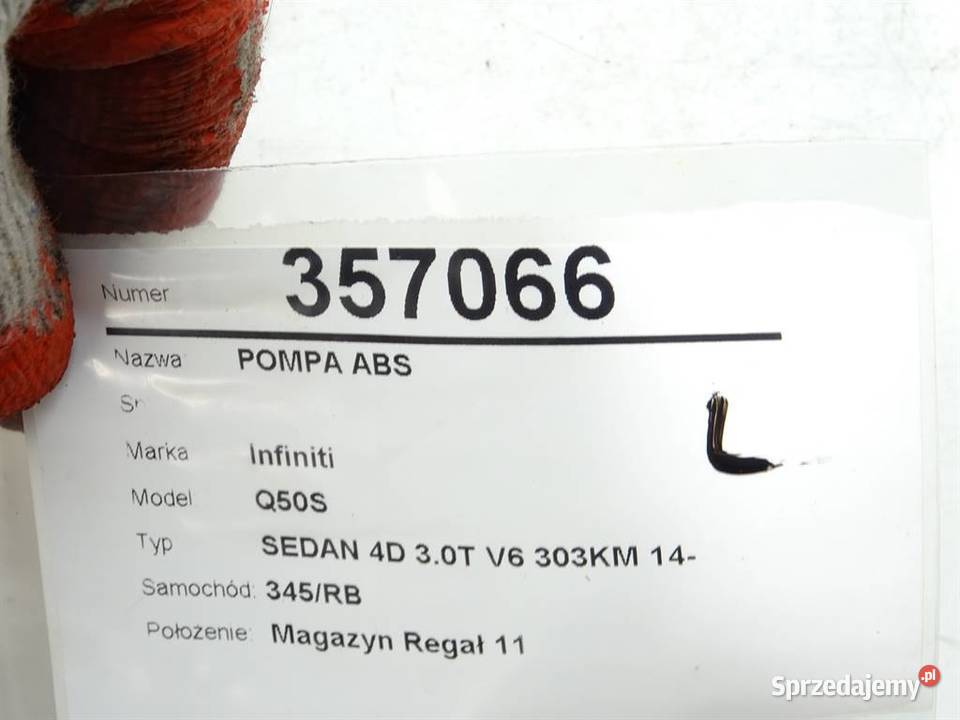 Numer 357066
Nazwa POMPA ABS
Sr
Marka Infiniti
Model Q50S
Typ SEDAN 4D 3.0T V6 303KM 14-
Samochód: 345/RB
Położenie: Magazyn Regał 11
L
Sprzedajemy.pl